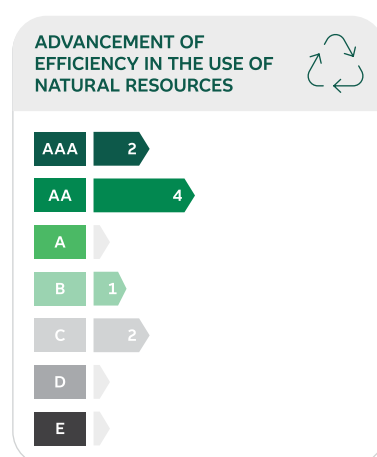 ADVANCEMENT OF
EFFICIENCY IN THE USE OF
NATURAL RESOURCES
AAA 2
AA 4
A
B 1
C 2
D
E